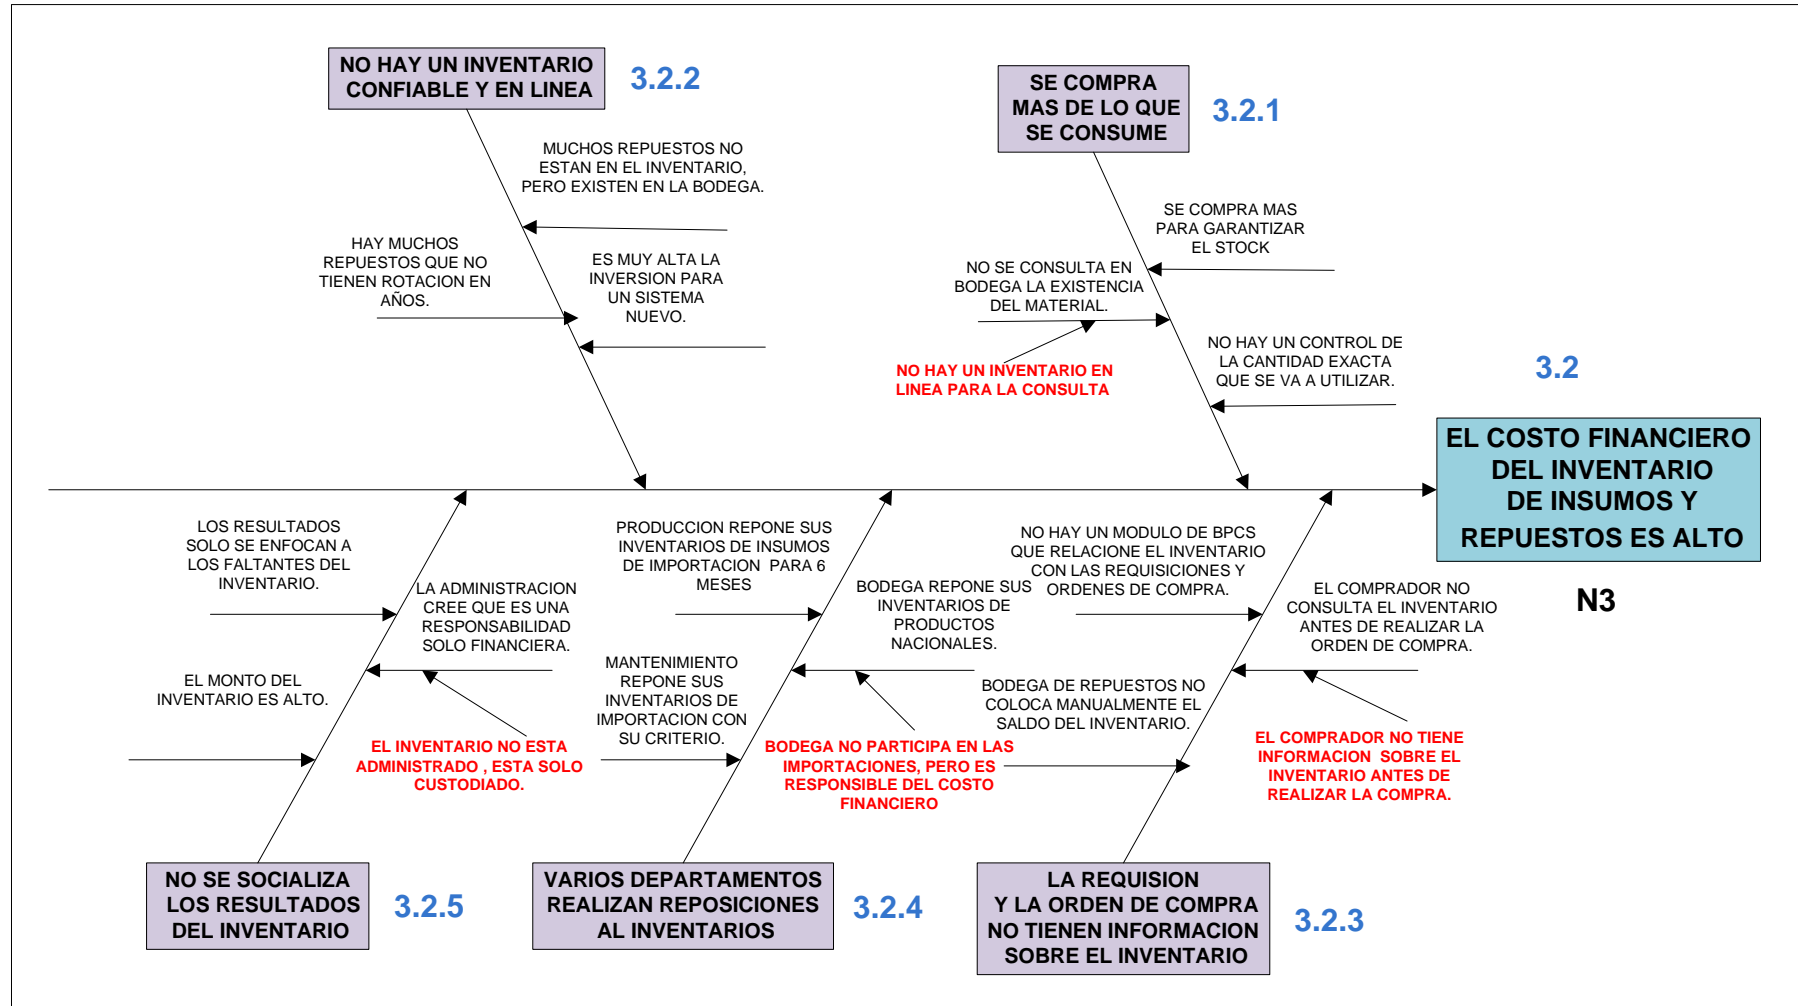 NO HAY UN INVENTARIO
CONFIABLE Y EN LINEA
3.2.2
SE COMPRA
MAS DE LO QUE
SE CONSUME
3.2.1
MUCHOS REPUESTOS NO
ESTAN EN EL INVENTARIO,
PERO EXISTEN EN LA BODEGA.
HAY MUCHOS
REPUESTOS QUE NO
TIENEN ROTACION EN
AÑOS.
ES MUY ALTA LA
INVERSION PARA
UN SISTEMA
NUEVO.
SE COMPRA MAS
PARA GARANTIZAR
EL STOCK
NO SE CONSULTA EN
BODEGA LA EXISTENCIA
DEL MATERIAL.
NO HAY UN INVENTARIO EN
LINEA PARA LA CONSULTA
NO HAY UN CONTROL DE
LA CANTIDAD EXACTA
QUE SE VA A UTILIZAR.
3.2
EL COSTO FINANCIERO
DEL INVENTARIO
DE INSUMOS Y
REPUESTOS ES ALTO
N3
LOS RESULTADOS
SOLO SE ENFOCAN A
LOS FALTANTES DEL
INVENTARIO.
LA ADMINISTRACION
CREE QUE ES UNA
RESPONSABILIDAD
SOLO FINANCIERA.
EL MONTO DEL
INVENTARIO ES ALTO.
EL INVENTARIO NO ESTA
ADMINISTRADO , ESTA SOLO
CUSTODIADO.
PRODUCCION REPONE SUS
INVENTARIOS DE INSUMOS
DE IMPORTACION PARA 6
MESES
BODEGA REPONE SUS
INVENTARIOS DE
PRODUCTOS
NACIONALES.
MANTENIMIENTO
REPONE SUS
INVENTARIOS DE
IMPORTACION CON
SU CRITERIO.
BODEGA NO PARTICIPA EN LAS
IMPORTACIONES, PERO ES
RESPONSIBLE DEL COSTO
FINANCIERO
NO HAY UN MODULO DE BPCS
QUE RELACIONE EL INVENTARIO
CON LAS REQUISICIONES Y
ORDENES DE COMPRA.
EL COMPRADOR NO
CONSULTA EL INVENTARIO
ANTES DE REALIZAR LA
ORDEN DE COMPRA.
BODEGA DE REPUESTOS NO
COLOCA MANUALMENTE EL
SALDO DEL INVENTARIO.
EL COMPRADOR NO TIENE
INFORMACION SOBRE EL
INVENTARIO ANTES DE
REALIZAR LA COMPRA.
NO SE SOCIALIZA
LOS RESULTADOS
DEL INVENTARIO
3.2.5
VARIOS DEPARTAMENTOS
REALIZAN REPOSICIONES
AL INVENTARIOS
3.2.4
LA REQUISION
Y LA ORDEN DE COMPRA
NO TIENEN INFORMACION
SOBRE EL INVENTARIO
3.2.3